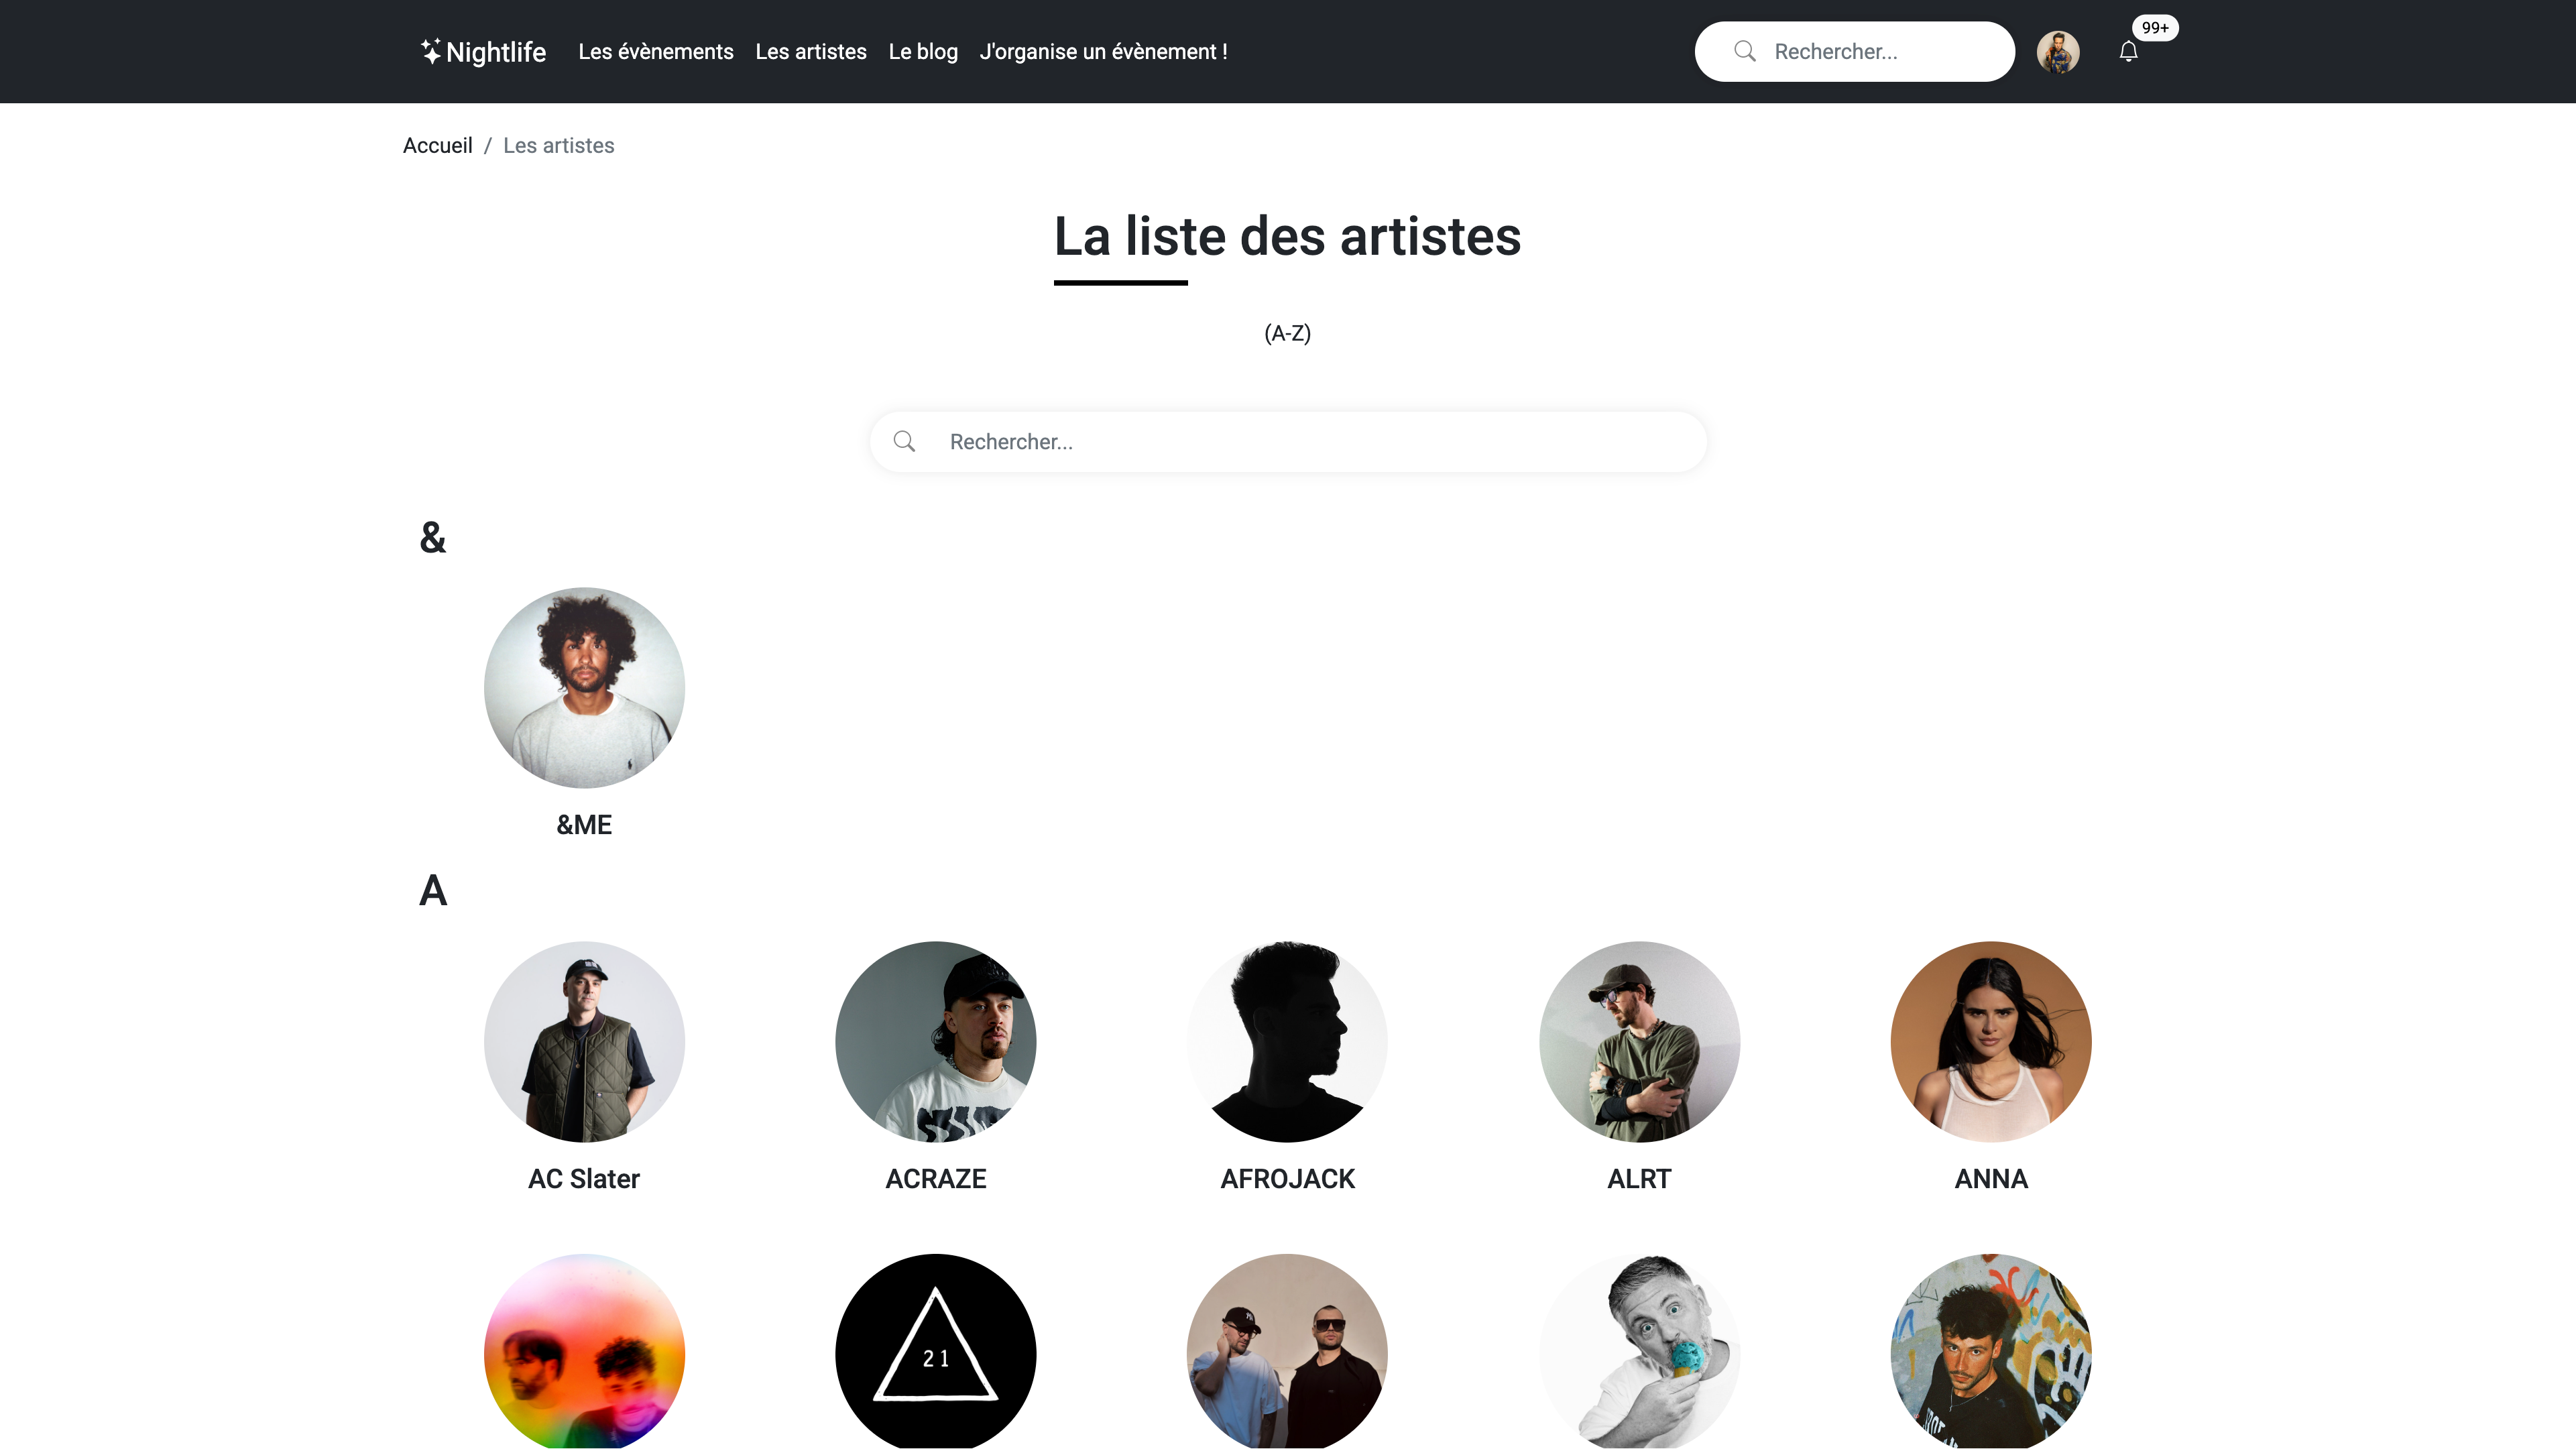 Nightlife Les évènements Les artistes Le blog J'organise un évènement ! Rechercher... 99+
Accueil / Les artistes
La liste des artistes
(A-Z)
Rechercher...
&
&ME
A
AC Slater ACRAZE AFROJACK ALRT ANNA
21